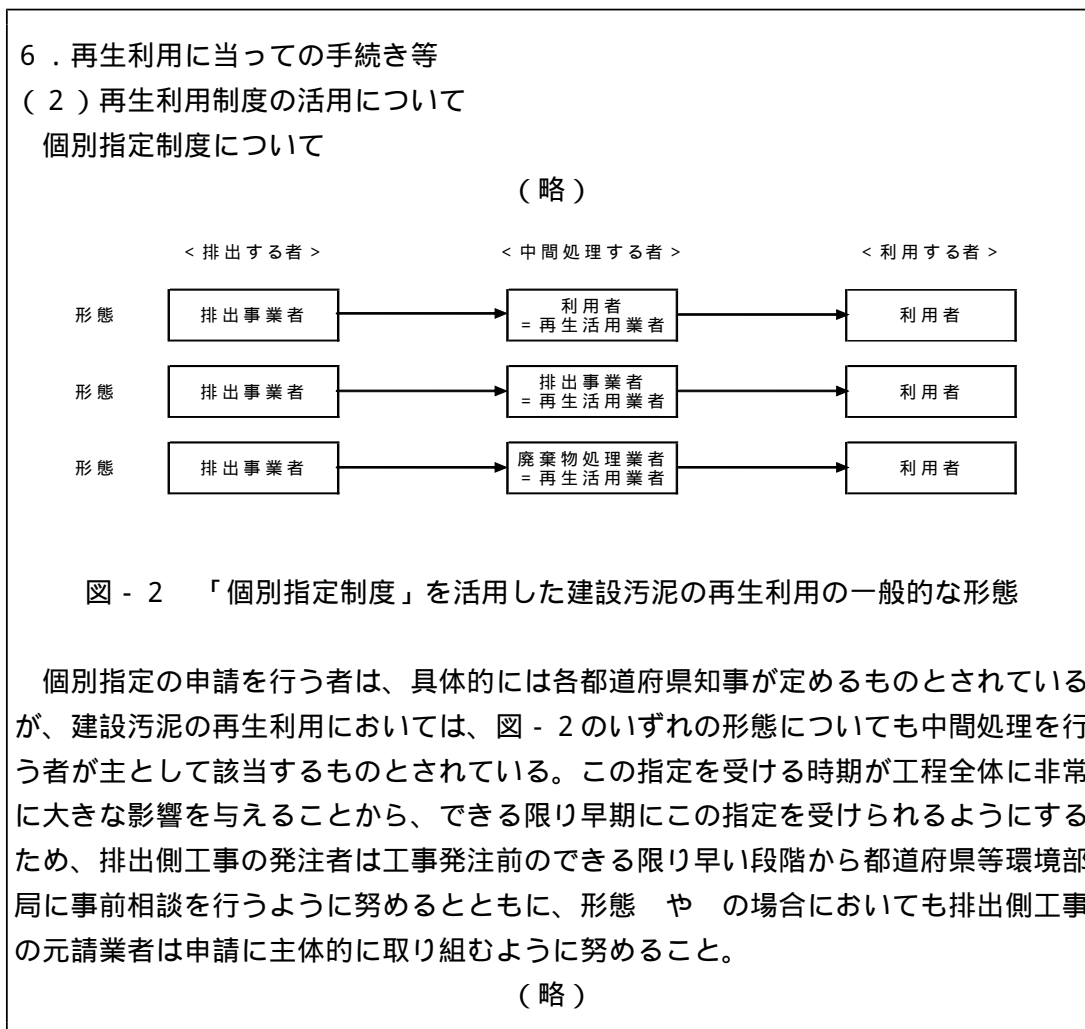 6．再生利用に当っての手続き等
（2）再生利用制度の活用について
個別指定制度について
（略）
＜排出する者＞ ＜中間処理する者＞ ＜利用する者＞
形態 排出事業者 利用者
＝再生活用業者 利用者
形態 排出事業者 排出事業者
＝再生活用業者 利用者
形態 排出事業者 廃棄物処理業者
＝再生活用業者 利用者
図－2 「個別指定制度」を活用した建設汚泥の再生利用の一般的な形態
個別指定の申請を行う者は、具体的には各都道府県知事が定めるものとされている
が、建設汚泥の再生利用においては、図－2のいずれの形態についても中間処理を行
う者が主として該当するものとされている。この指定を受ける時期が工程全体に非常
に大きな影響を与えることから、できる限り早期にこの指定を受けられるようにする
ため、排出側工事の発注者は工事発注前のできる限り早い段階から都道府県等環境部
局に事前相談を行うように努めるとともに、形態　や　の場合においても排出側工事
の元請業者は申請に主体的に取り組むように努めること。
（略）